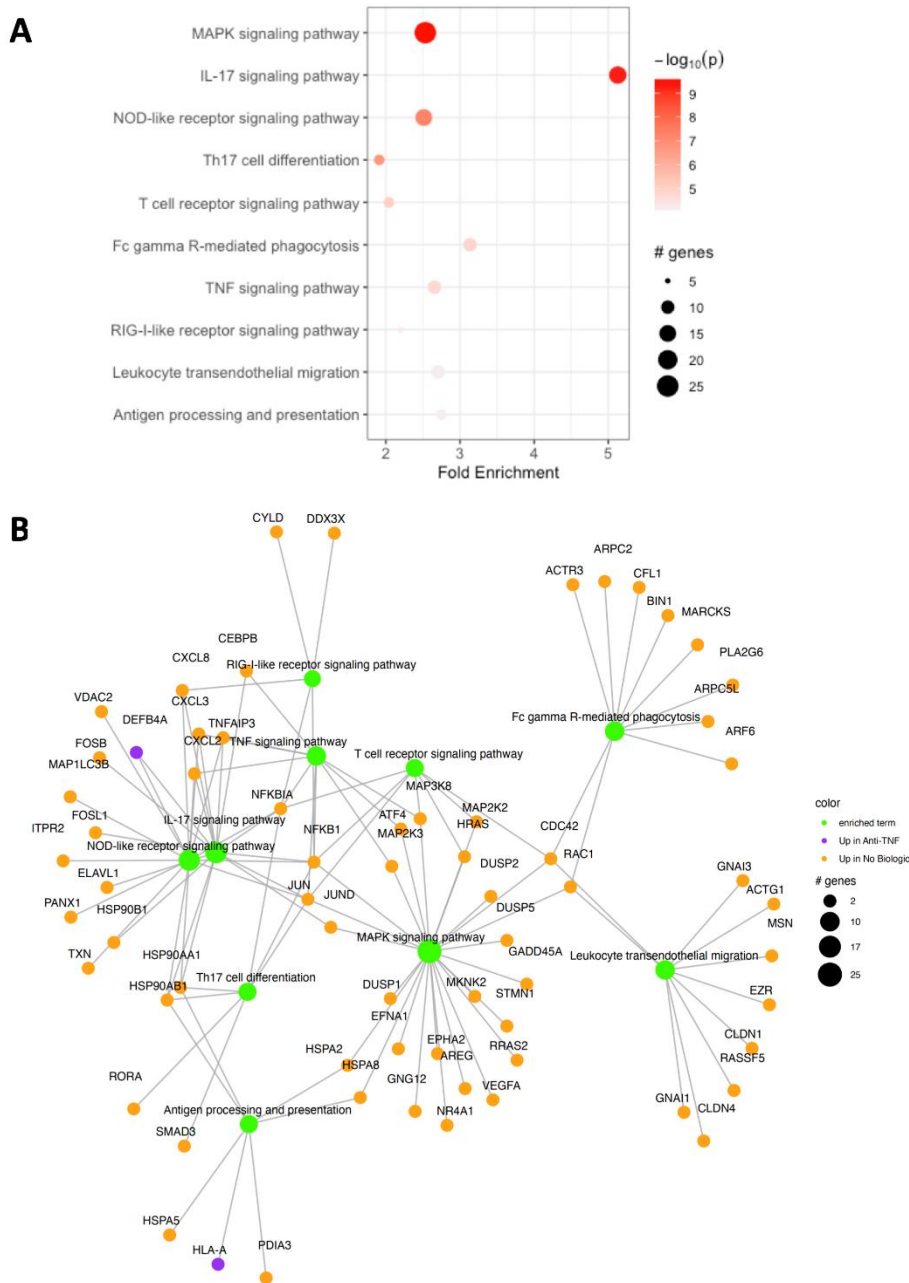 A
MAPK signaling pathway
IL-17 signaling pathway
NOD-like receptor signaling pathway
Th17 cell differentiation
T cell receptor signaling pathway
Fc gamma R-mediated phagocytosis
TNF signaling pathway
RIG-I-like receptor signaling pathway
Leukocyte transendothelial migration
Antigen processing and presentation
2 3 4 5
Fold Enrichment
−log10(p)
9
8
7
6
5
# genes
5
10
15
20
25
B
CYLD DDX3X
ARPC2
ACTR3 CFL1
BIN1
MARCKS
CEBPB
CXCL8
RIG-I-like receptor signaling pathway
PLA2G6
VDAC2 CXCL3
ARPC5L
DEFB4A TNFAIP3
Fc gamma R-mediated phagocytosis
FOSB CXCL2 TNF signaling pathway
ARF6
T cell receptor signaling pathway
MAP1LC3B
MAP3K8
NFKBIA
MAP2K2
FOSL1 IL-17 signaling pathway ATF4
HRAS CDC42
ITPR2 NFKB1 MAP2K3
NOD-like receptor signaling pathway
DUSP2 RAC1
ELAVL1
JUN JUND
GNAI3
PANX1 HSP90B1
DUSP5
ACTG1
MAPK signaling pathway
MSN
TXN HSP90AA1
GADD45A Leukocyte transendothelial migration
Th17 cell differentiation
HSP90AB1 DUSP1 MKNK2
STMN1 EZR
EFNA1
CLDN1
HSPA2 EPHA2 RRAS2
AREG RASSF5
HSPA8
GNG12 VEGFA
RORA GNAI1
Antigen processing and presentation NR4A1 CLDN4
SMAD3
HSPA5
HLA-A PDIA3
color
enriched term
Up in Anti-TNF
Up in No Biologic
# genes
2
10
17
25